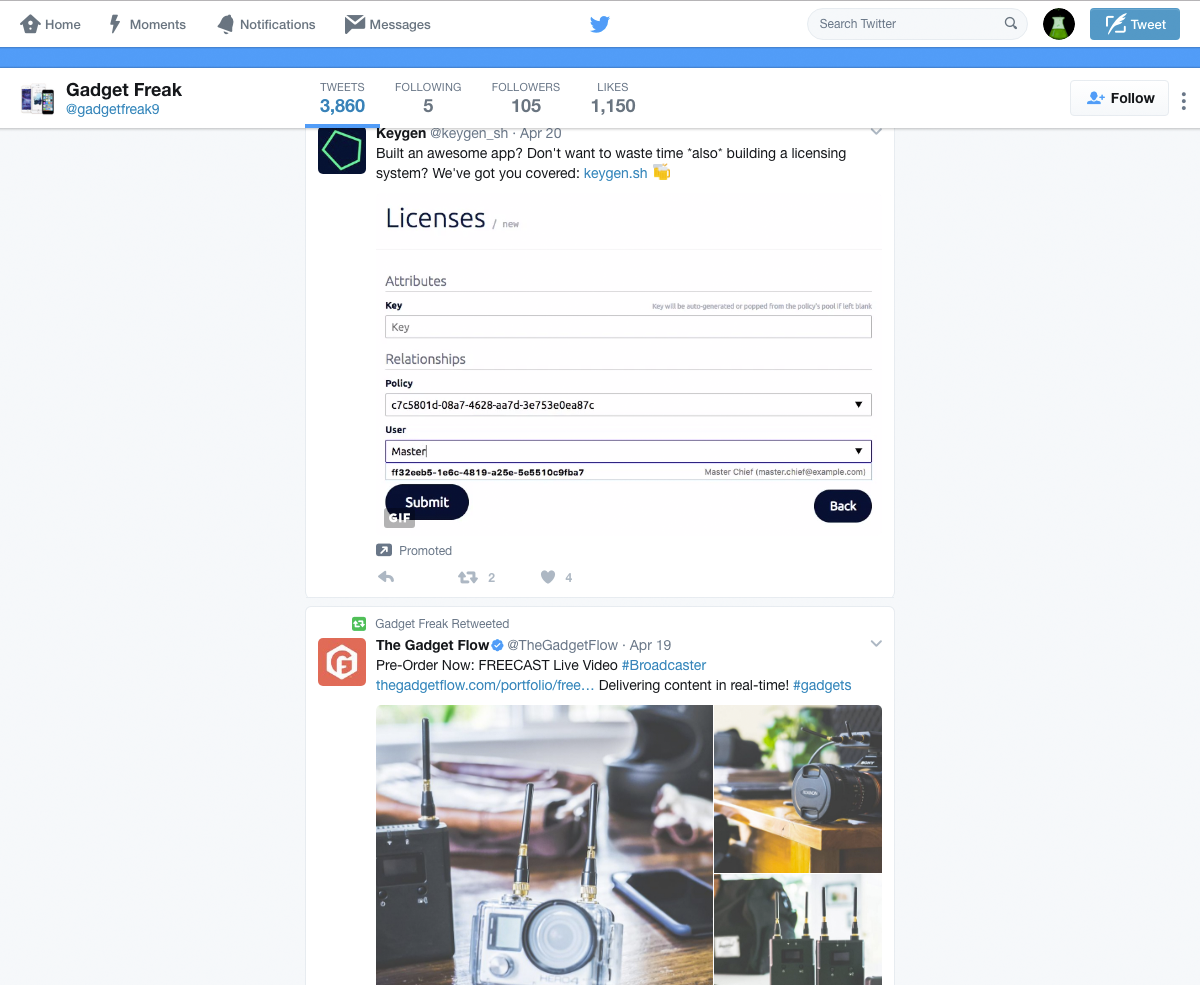 Home
Moments
Notifications
Messages
Search Twitter
Tweet
Gadget Freak
@gadgetfreak9
TWEETS
3,860
FOLLOWING
5
FOLLOWERS
105
LIKES
1,150
Follow
Keygen @keygen_sh · Apr 20
Built an awesome app? Don't want to waste time *also* building a licensing
system? We've got you covered: keygen.sh
Licenses / new
Attributes
Key
Key will be auto-generated or popped from the policy's pool if left blank
Key
Relationships
Policy
c7c5801d-08a7-4628-aa7d-3e753e0ea87c
User
Master
ff32eeb5-1e6c-4819-a25e-5e5510c9fba7
Master Chief (master.chief@example.com)
Submit
Back
GIF
Promoted
2
4
Gadget Freak Retweeted
The Gadget Flow @TheGadgetFlow · Apr 19
Pre-Order Now: FREECAST Live Video #Broadcaster
thegadgetflow.com/portfolio/free… Delivering content in real-time! #gadgets
SONY
HERO4